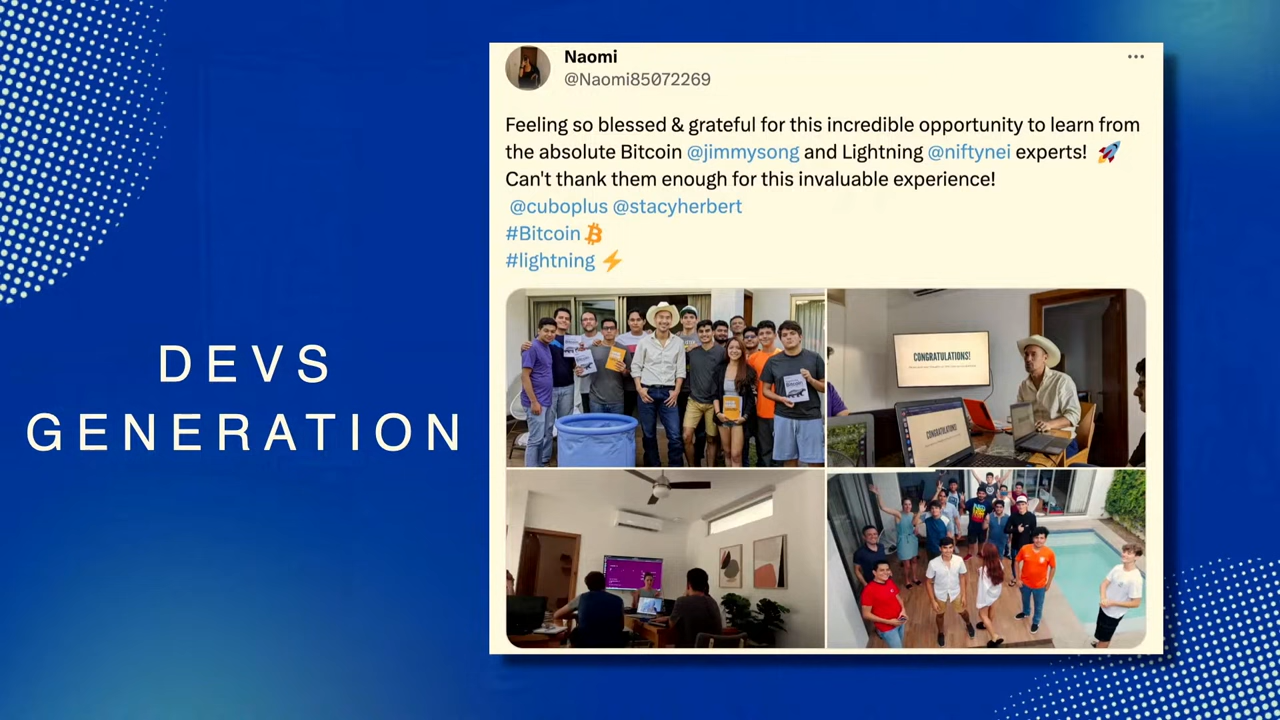 DEVS
GENERATION
Naomi
@Naomi85072269
Feeling so blessed & grateful for this incredible opportunity to learn from
the absolute Bitcoin @jimmysong and Lightning @niftynei experts! 🚀
Can't thank them enough for this invaluable experience!
@cuboplus @stacyherbert
#Bitcoin
#lightning ⚡
CONGRATULATIONS!
CONGRATULATIONS!